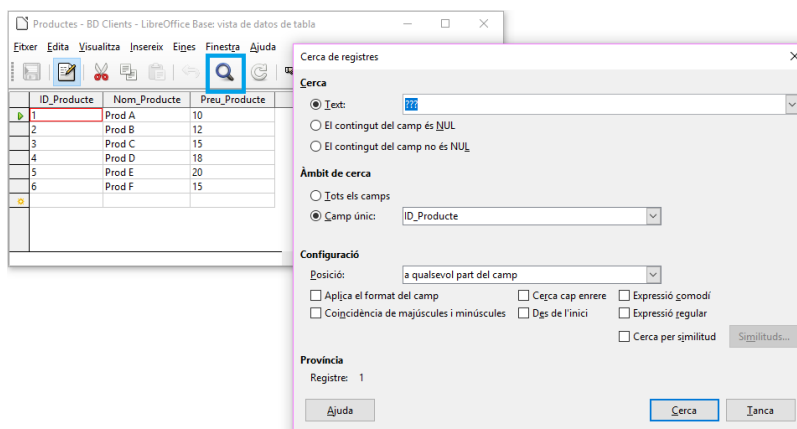 Productes - BD Clients - LibreOffice Base: vista de datos de tabla
Fitxer Edita Visualitza Insereix Eines Finestra Ajuda
ID_Producte Nom_Producte Preu_Producte
1 Prod A 10
2 Prod B 12
3 Prod C 15
4 Prod D 18
5 Prod E 20
6 Prod F 15
Cerca de registres
Cerca
Text: ???
El contingut del camp és NUL
El contingut del camp no és NUL
Àmbit de cerca
Tots els camps
Camp únic: ID_Producte
Configuració
Posició: a qualsevol part del camp
Aplica el format del camp Cerca cap enrere Expressió comodí
Coincidència de majúscules i minúscules Des de l'inici Expressió regular
Cerca per similitud Similituds...
Província
Registre: 1
Ajuda Cerca Tanca